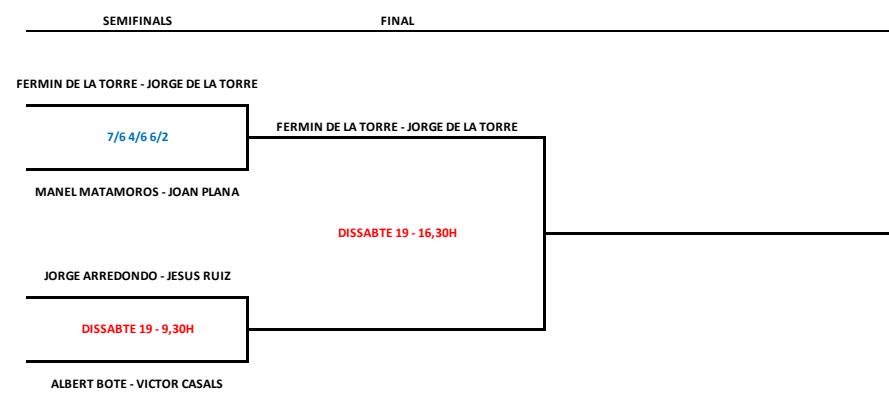 SEMIFINALS
FINAL
FERMIN DE LA TORRE - JORGE DE LA TORRE
7/6 4/6 6/2
FERMIN DE LA TORRE - JORGE DE LA TORRE
MANEL MATAMOROS - JOAN PLANA
DISSABTE 19 - 16,30H
JORGE ARREDONDO - JESUS RUIZ
DISSABTE 19 - 9,30H
ALBERT BOTE - VICTOR CASALS